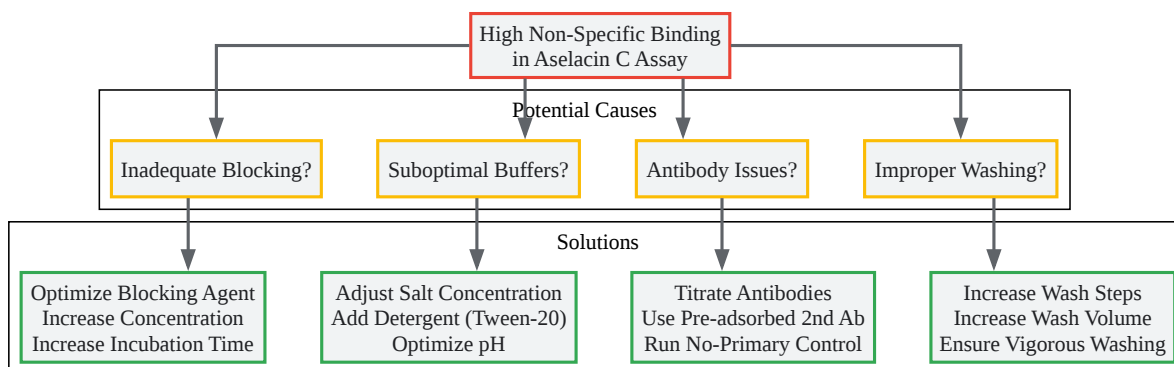 High Non-Specific Binding
in Aselacin C Assay
Potential Causes
Inadequate Blocking?
Suboptimal Buffers?
Antibody Issues?
Improper Washing?
Solutions
Optimize Blocking Agent
Increase Concentration
Increase Incubation Time
Adjust Salt Concentration
Add Detergent (Tween-20)
Optimize pH
Titrate Antibodies
Use Pre-adsorbed 2nd Ab
Run No-Primary Control
Increase Wash Steps
Increase Wash Volume
Ensure Vigorous Washing